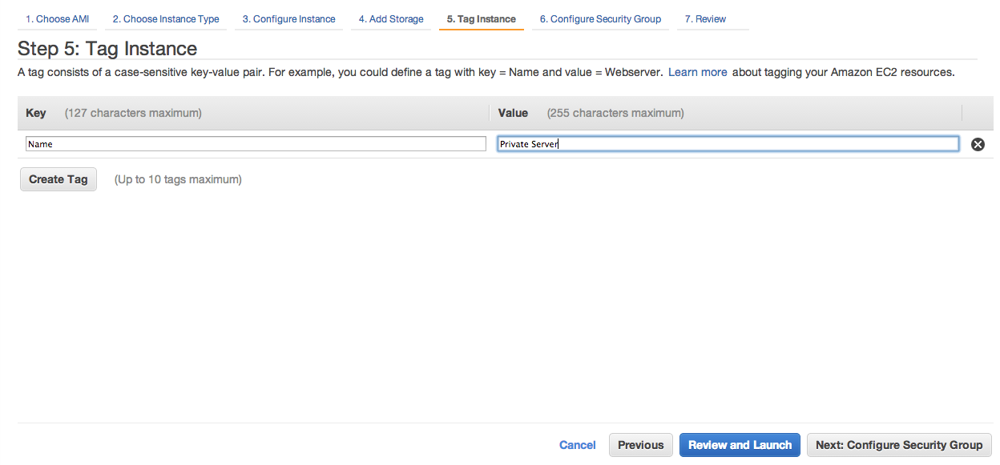 1. Choose AMI 2. Choose Instance Type 3. Configure Instance 4. Add Storage 5. Tag Instance 6. Configure Security Group 7. Review
Step 5: Tag Instance
A tag consists of a case-sensitive key-value pair. For example, you could define a tag with key = Name and value = Webserver. Learn more about tagging your Amazon EC2 resources.
Key (127 characters maximum) Value (255 characters maximum)
Name Private Server
Create Tag (Up to 10 tags maximum)
Cancel Previous Review and Launch Next: Configure Security Group